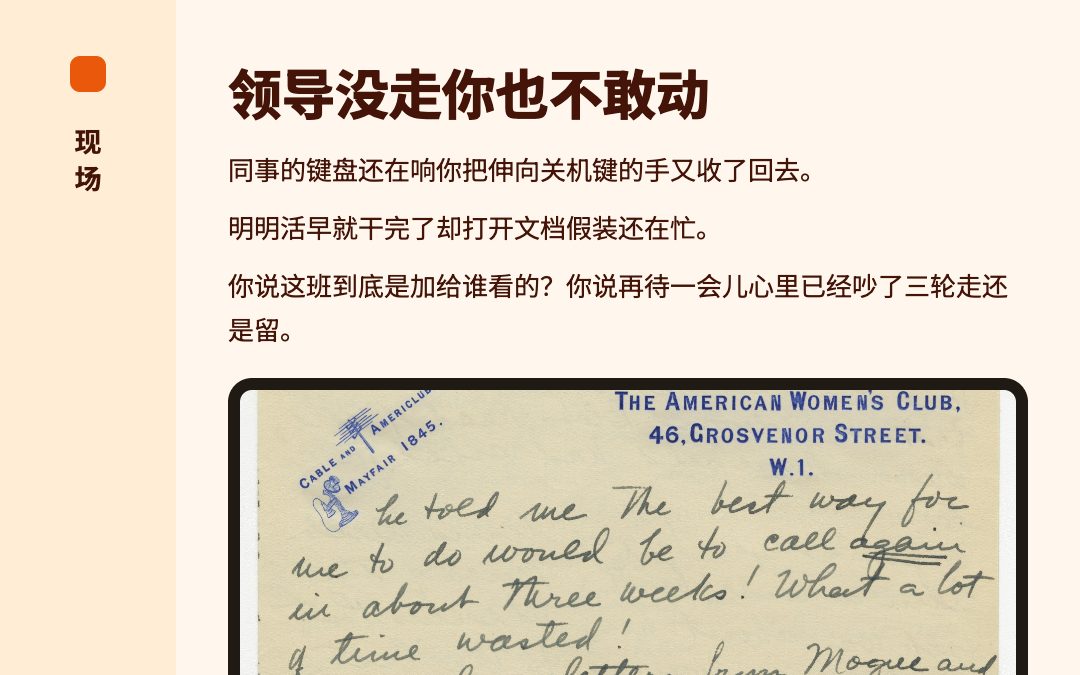 现
场
领导没走你也不敢动
同事的键盘还在响你把伸向关机键的手又收了回去。
明明活早就干完了却打开文档假装还在忙。
你说这班到底是加给谁看的？你说再待一会儿心里已经吵了三轮走还
是留。
CABLE AND AMERICLUB
MAYFAIR 1845.
THE AMERICAN WOMEN'S CLUB,
46, GROSVENOR STREET.
W.1.
he told me The best way for
me to do would be to call again
in about three weeks! What a lot
of time wasted!
letters from Mogue and